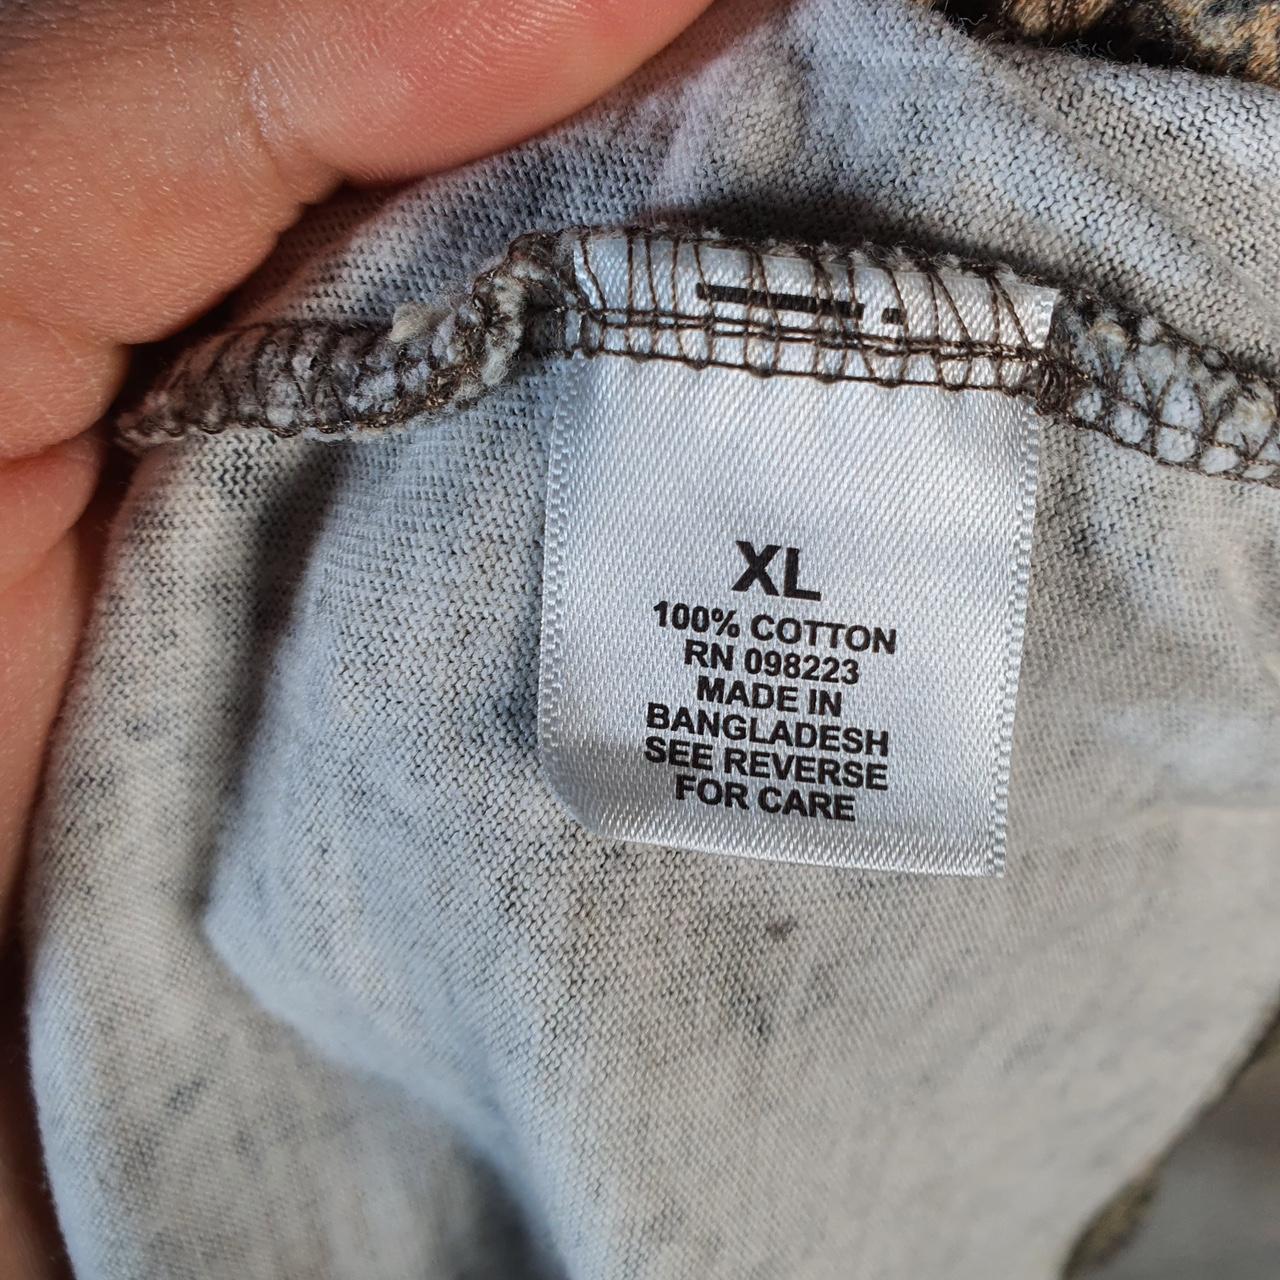 XL
100% COTTON
RN 098223
MADE IN
BANGLADESH
SEE REVERSE
FOR CARE